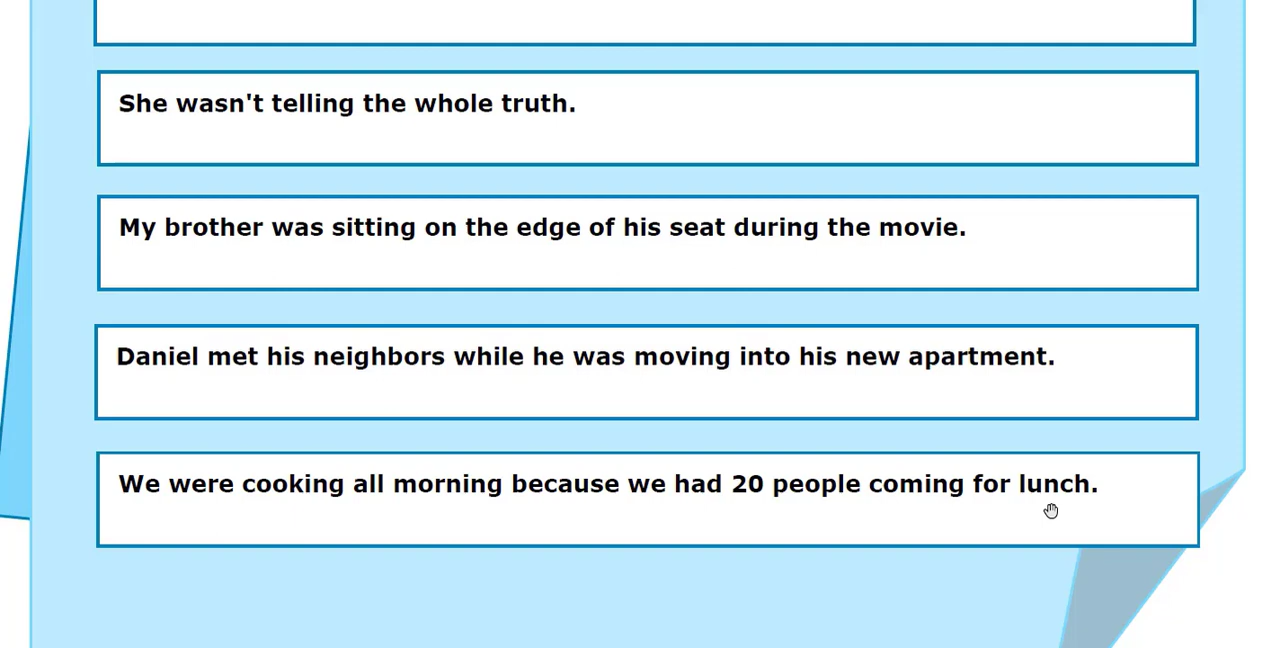 She wasn't telling the whole truth.
My brother was sitting on the edge of his seat during the movie.
Daniel met his neighbors while he was moving into his new apartment.
We were cooking all morning because we had 20 people coming for lunch.